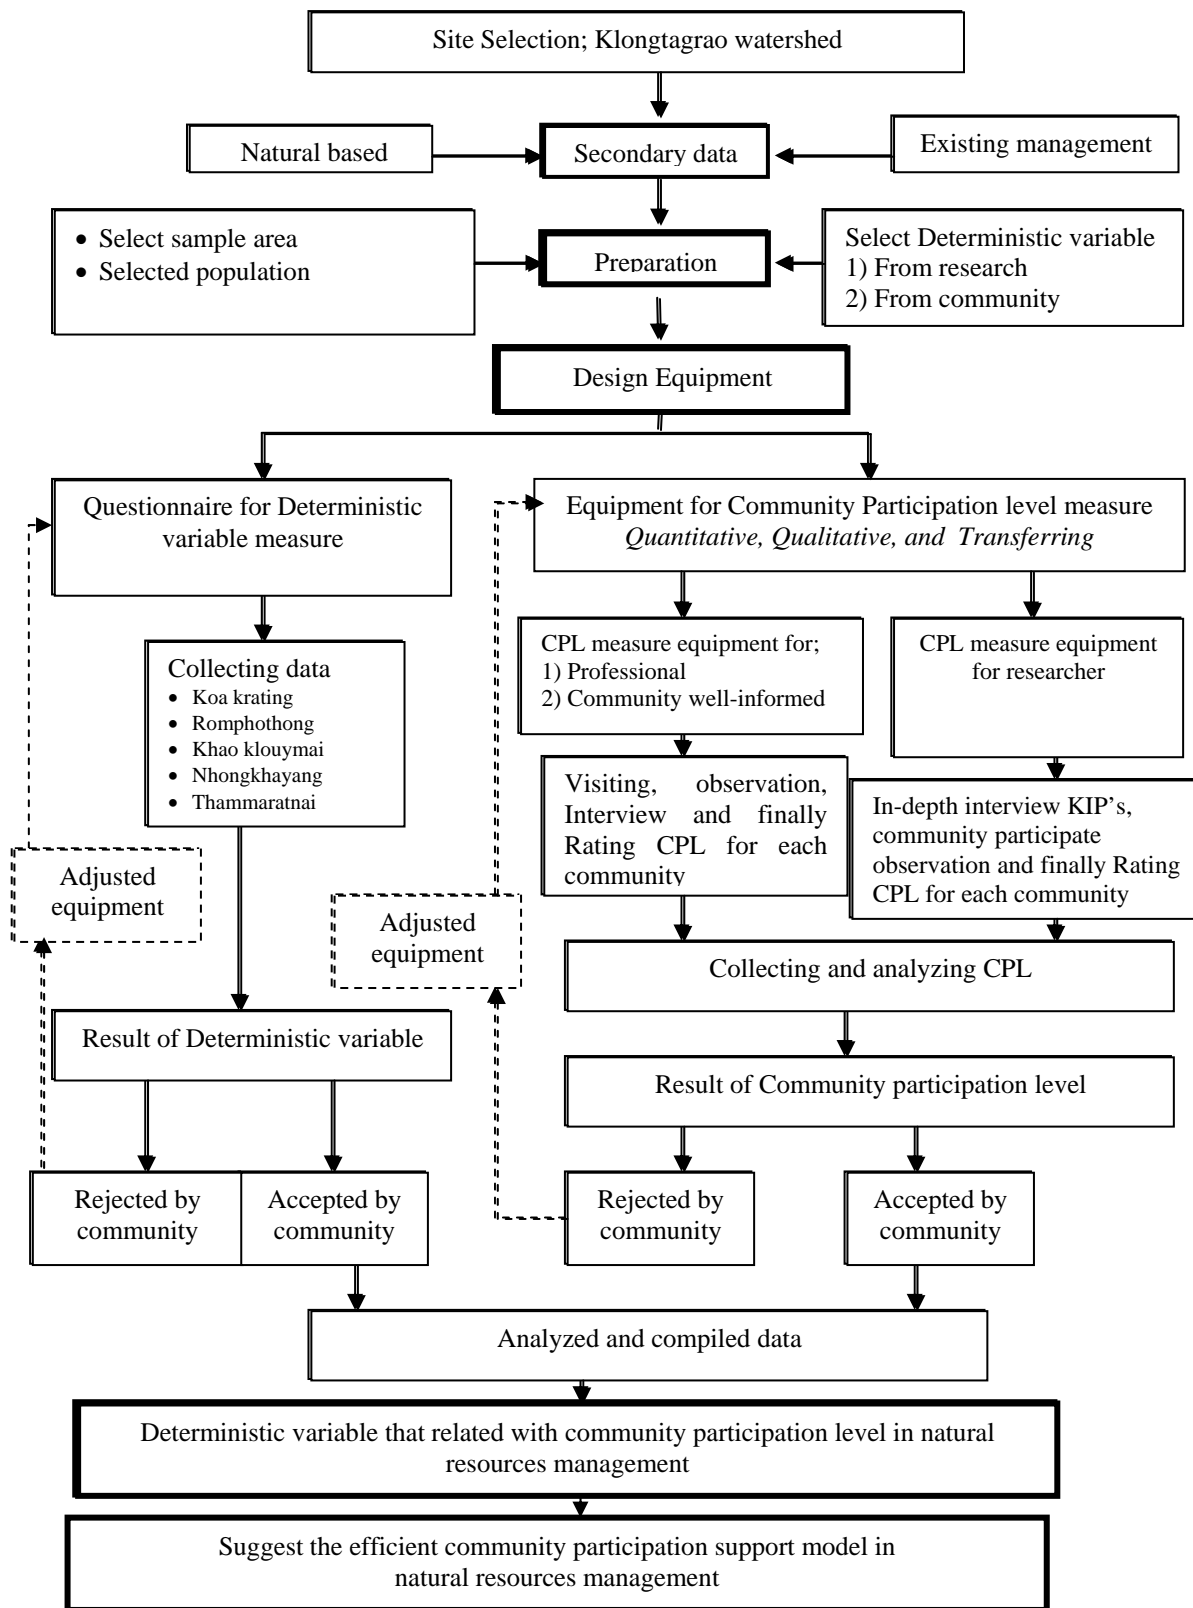 Site Selection; Klongtagrao watershed
Natural based
Secondary data
Existing management
• Select sample area
• Selected population
Preparation
Select Deterministic variable
1) From research
2) From community
Design Equipment
Questionnaire for Deterministic
variable measure
Equipment for Community Participation level measure
Quantitative, Qualitative, and Transferring
Collecting data
• Koa krating
• Romphothong
• Khao klouymai
• Nhongkhayang
• Thammaratnai
CPL measure equipment for;
1) Professional
2) Community well-informed
CPL measure equipment
for researcher
Visiting, observation,
Interview and finally
Rating CPL for each
community
In-depth interview KIP's,
community participate
observation and finally Rating
CPL for each community
Adjusted
equipment
Adjusted
equipment
Collecting and analyzing CPL
Result of Deterministic variable
Result of Community participation level
Rejected by
community
Accepted by
community
Rejected by
community
Accepted by
community
Analyzed and compiled data
Deterministic variable that related with community participation level in natural
resources management
Suggest the efficient community participation support model in
natural resources management